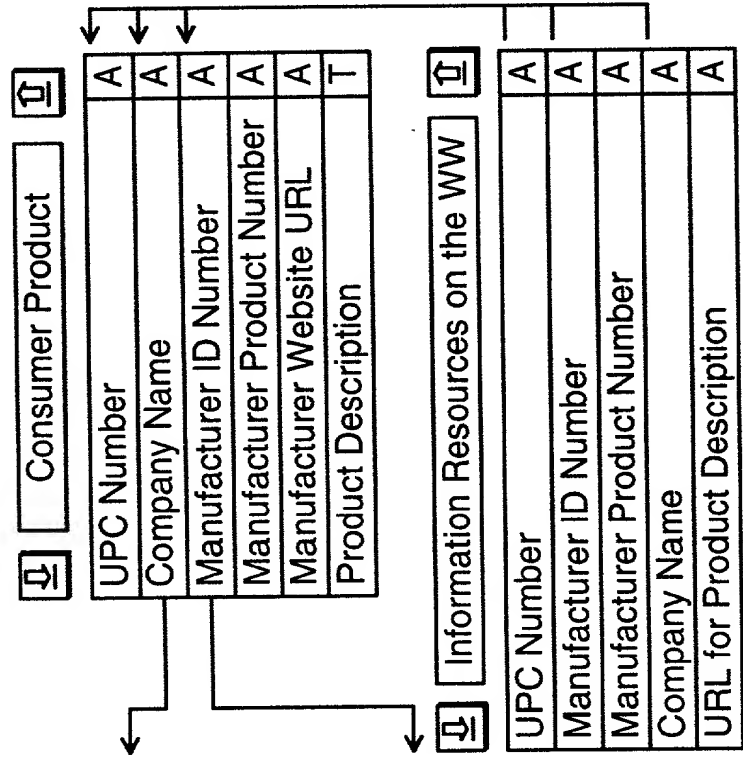 Consumer Product
UPC Number A
Company Name A
Manufacturer ID Number A
Manufacturer Product Number A
Manufacturer Website URL A
Product Description T
Information Resources on the WW
UPC Number A
Manufacturer ID Number A
Manufacturer Product Number A
Company Name A
URL for Product Description A